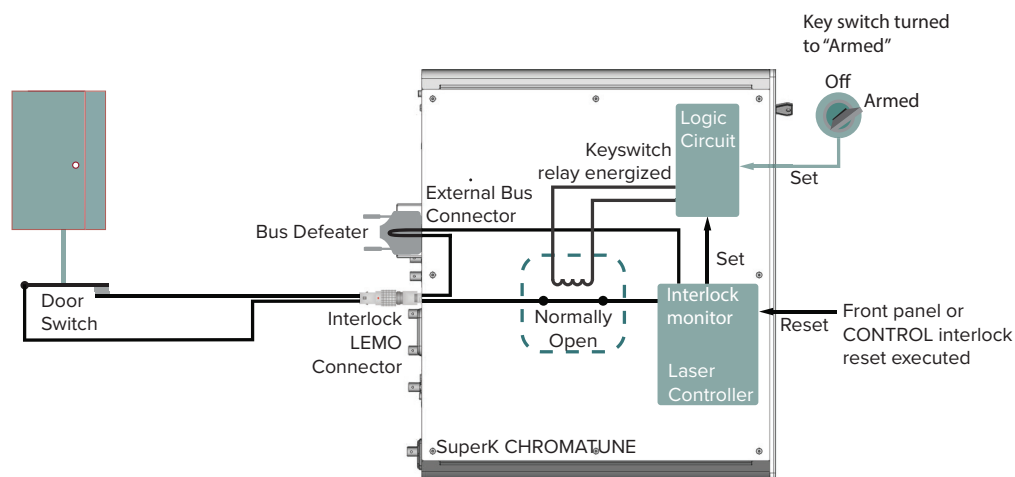 Key switch turned
to “Armed”
Off
Armed
Logic
Circuit
Keyswitch
relay energized
Set
External Bus
Connector
Bus Defeater
Set
Door
Switch
Interlock
LEMO
Connector
Normally
Open
Interlock
monitor
Laser
Controller
Reset
Front panel or
CONTROL interlock
reset executed
SuperK CHROMATUNE